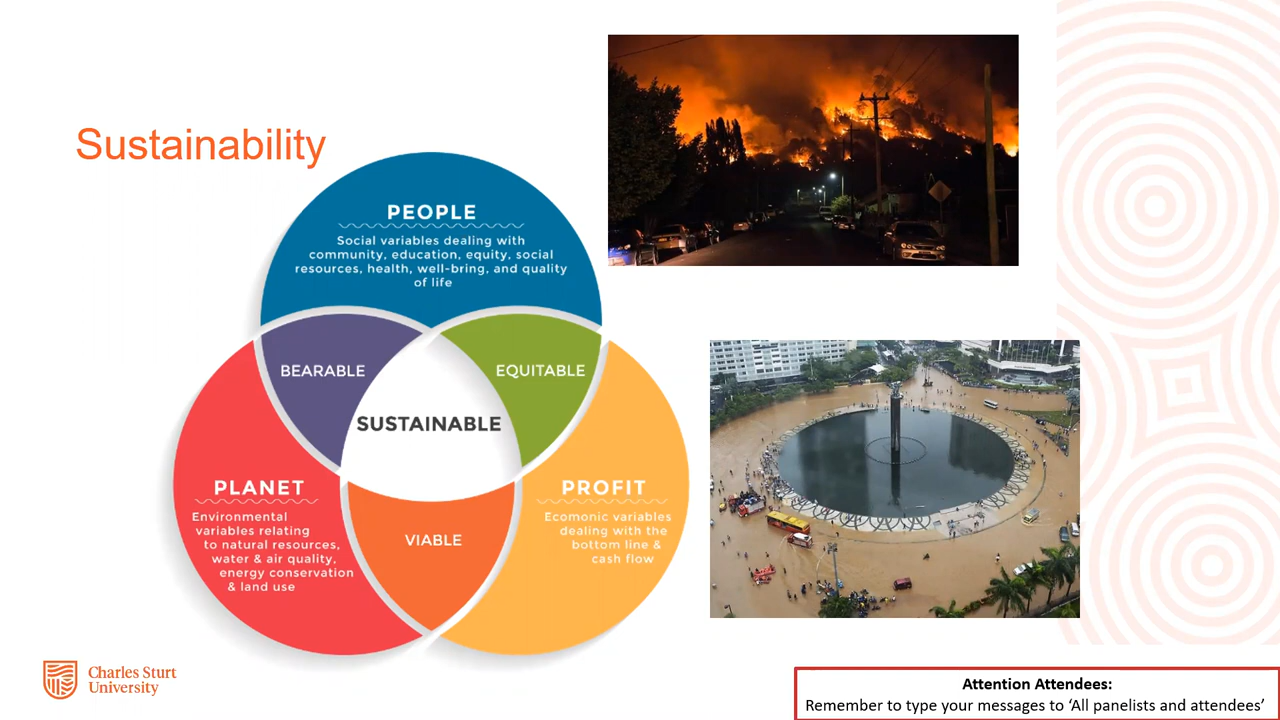 Sustainability
PEOPLE
Social variables dealing with
community, education, equity, social
resources, health, well-bring, and quality
of life
BEARABLE
EQUITABLE
SUSTAINABLE
PLANET
Environmental
variables relating
to natural resources,
water & air quality,
energy conservation
& land use
PROFIT
Ecomonic variables
dealing with the
bottom line &
cash flow
VIABLE
Charles Sturt
University
Attention Attendees:
Remember to type your messages to ‘All panelists and attendees’